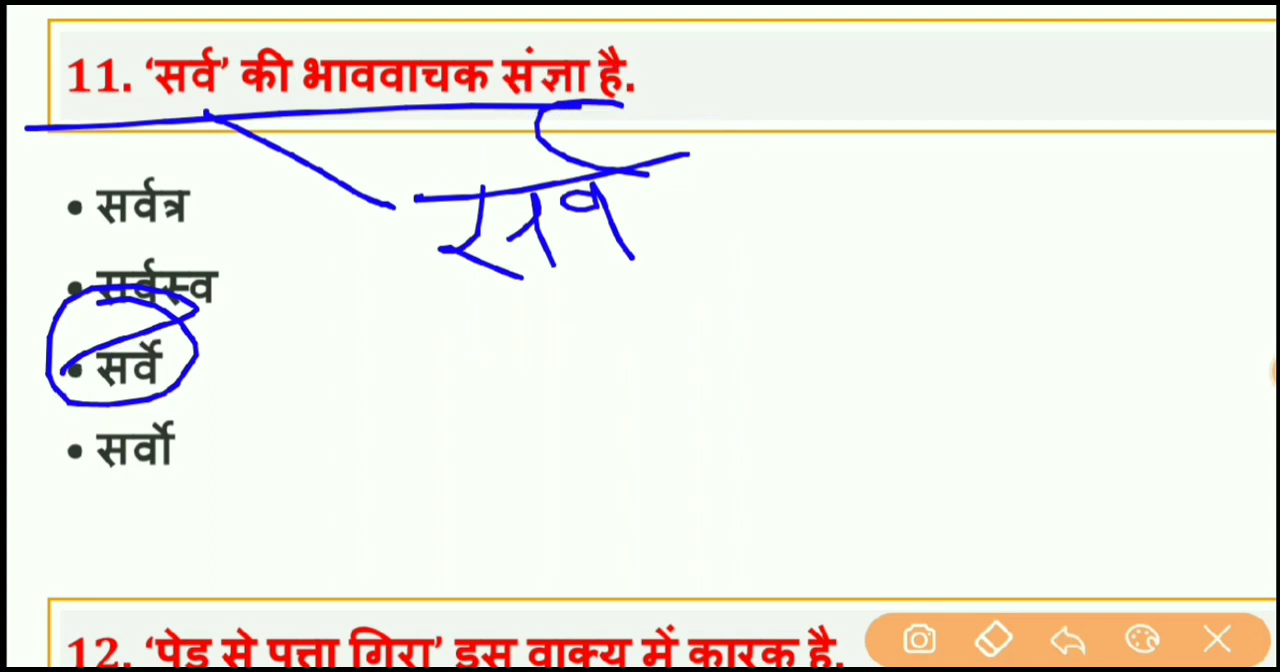 11. ‘सर्व’ की भाववाचक संज्ञा है.
• सर्वत्र
• सर्वस्व
• सर्वे
• सर्वो
12. ‘पेड़ से पत्ता गिरा’ इस वाक्य में कारक है.